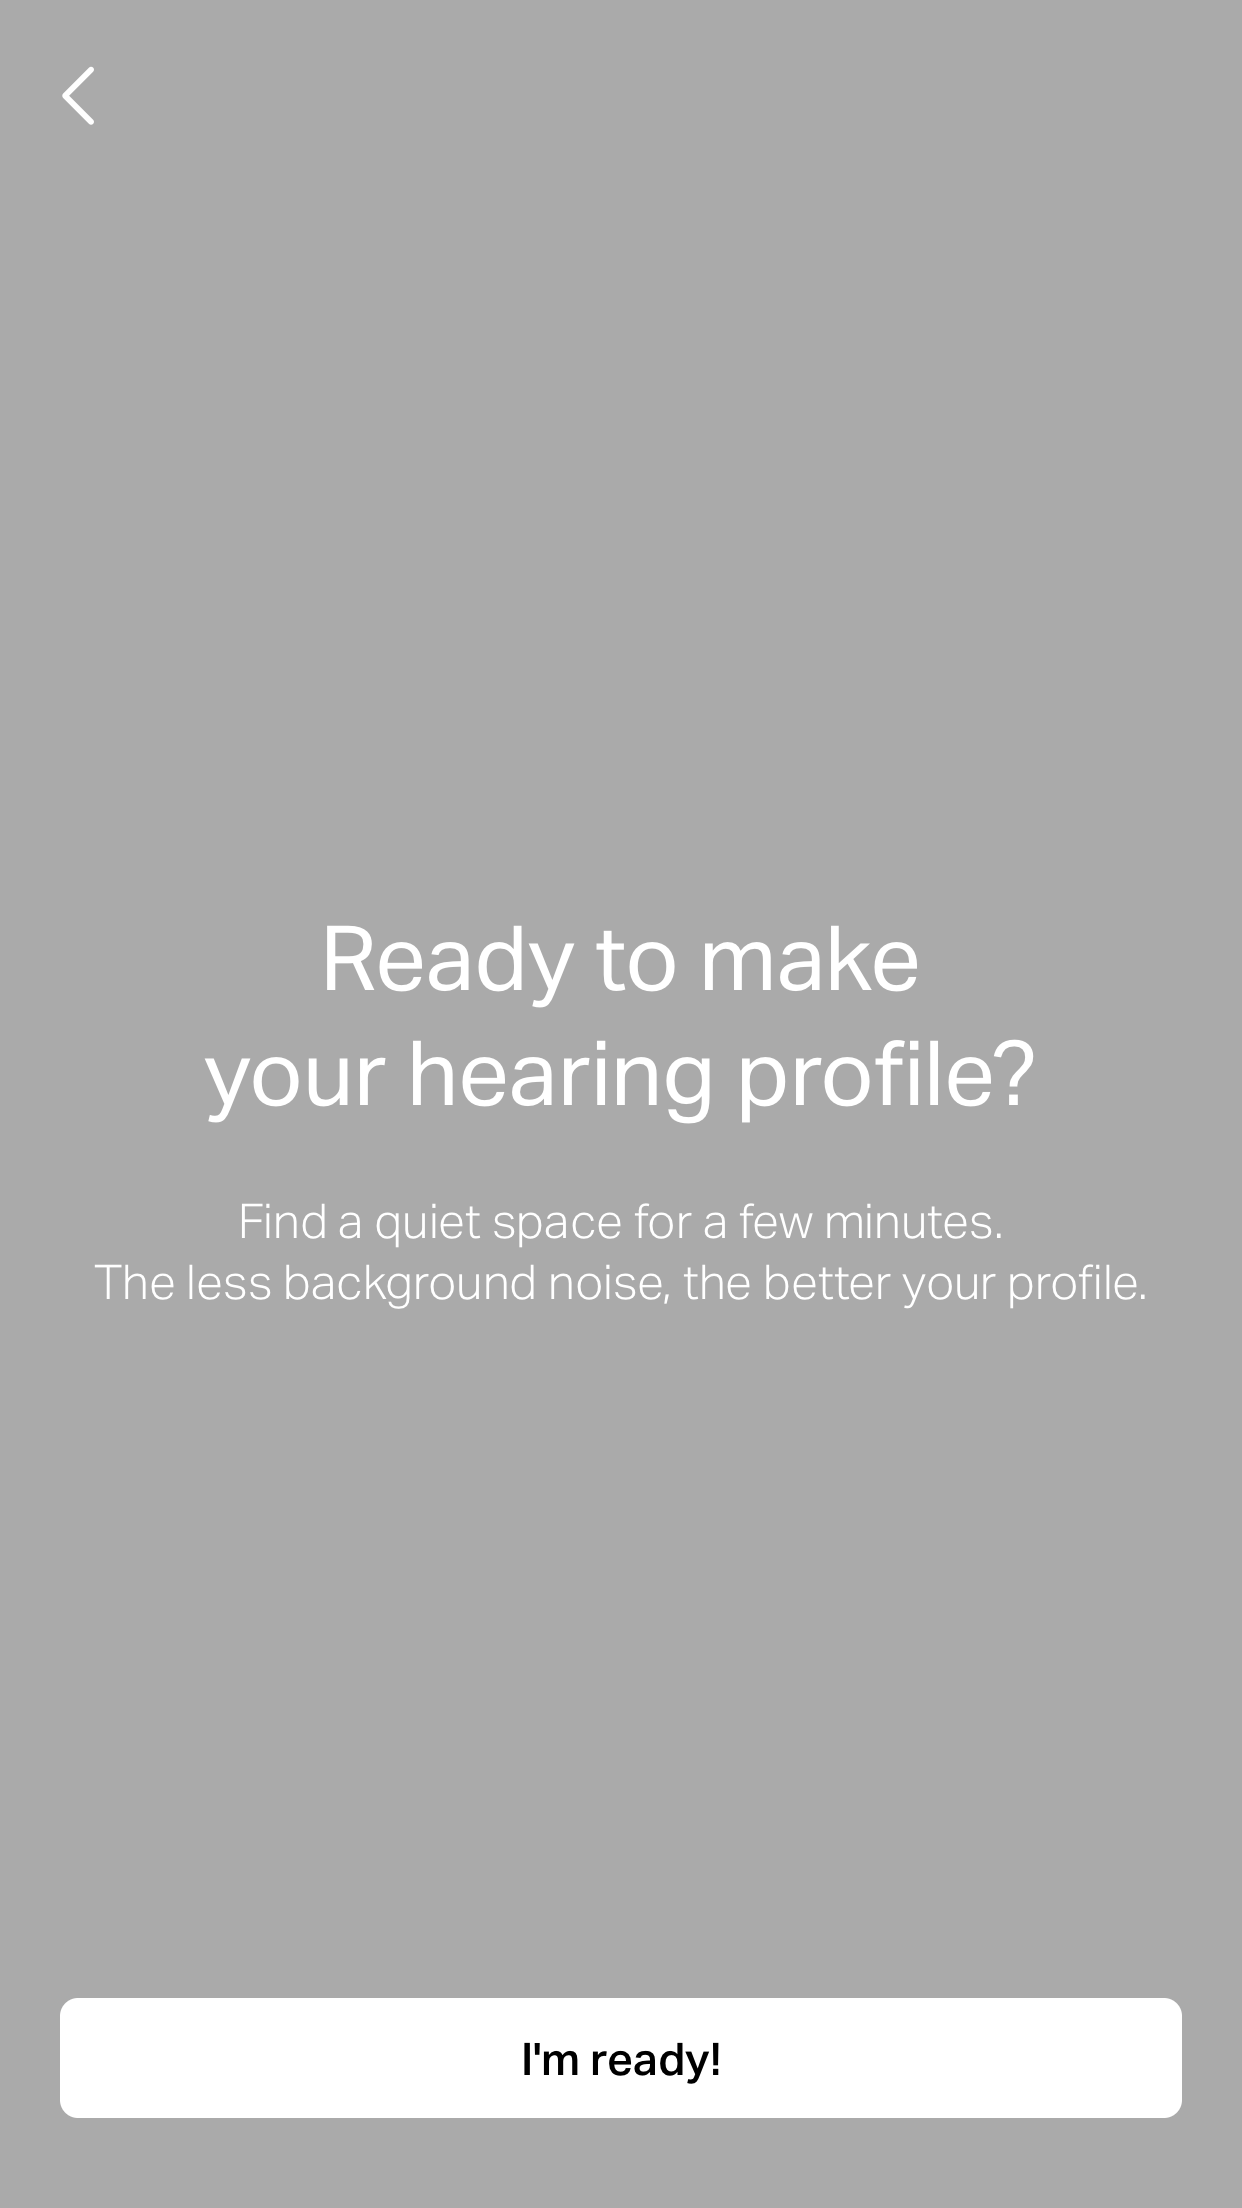 Ready to make
your hearing profile?
Find a quiet space for a few minutes.
The less background noise, the better your profile.
I'm ready!